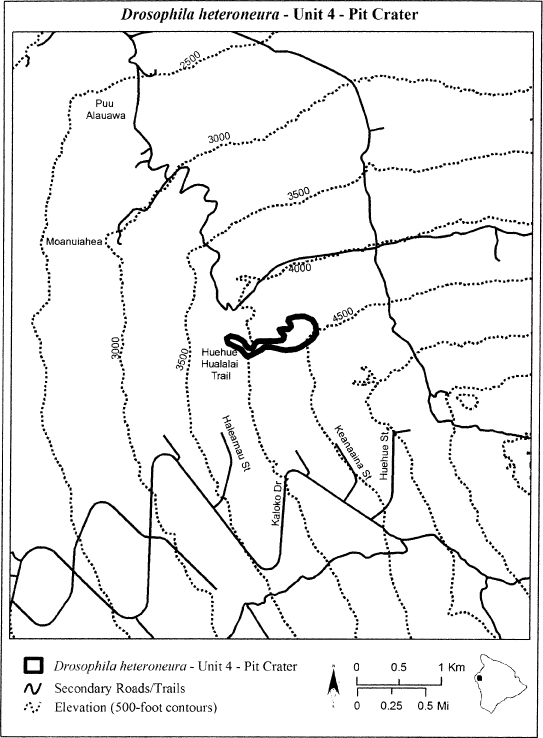 Drosophila heteroneura - Unit 4 - Pit Crater
2500
Puu
Alauawa
3000
3500
Moanuiahea
4000
4500
3000
3500
Huehue
Hualalai
Trail
Haleamau St
Keanaaina St
Huehue St
Kaloko Dr
Drosophila heteroneura - Unit 4 - Pit Crater
Secondary Roads/Trails
Elevation (500-foot contours)
0 0.5 1 Km
0 0.25 0.5 Mi